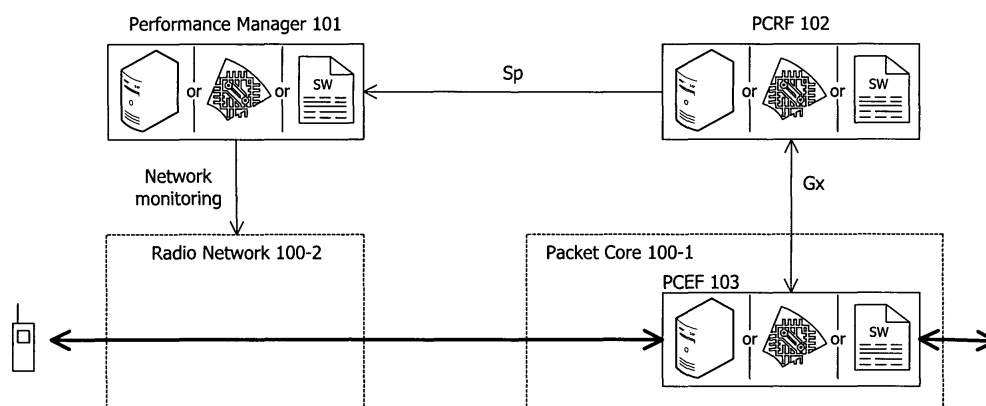 Performance Manager 101
PCRF 102
or or SW
Sp
or or SW
Network
monitoring
Gx
Radio Network 100-2
Packet Core 100-1
PCEF 103
or or SW